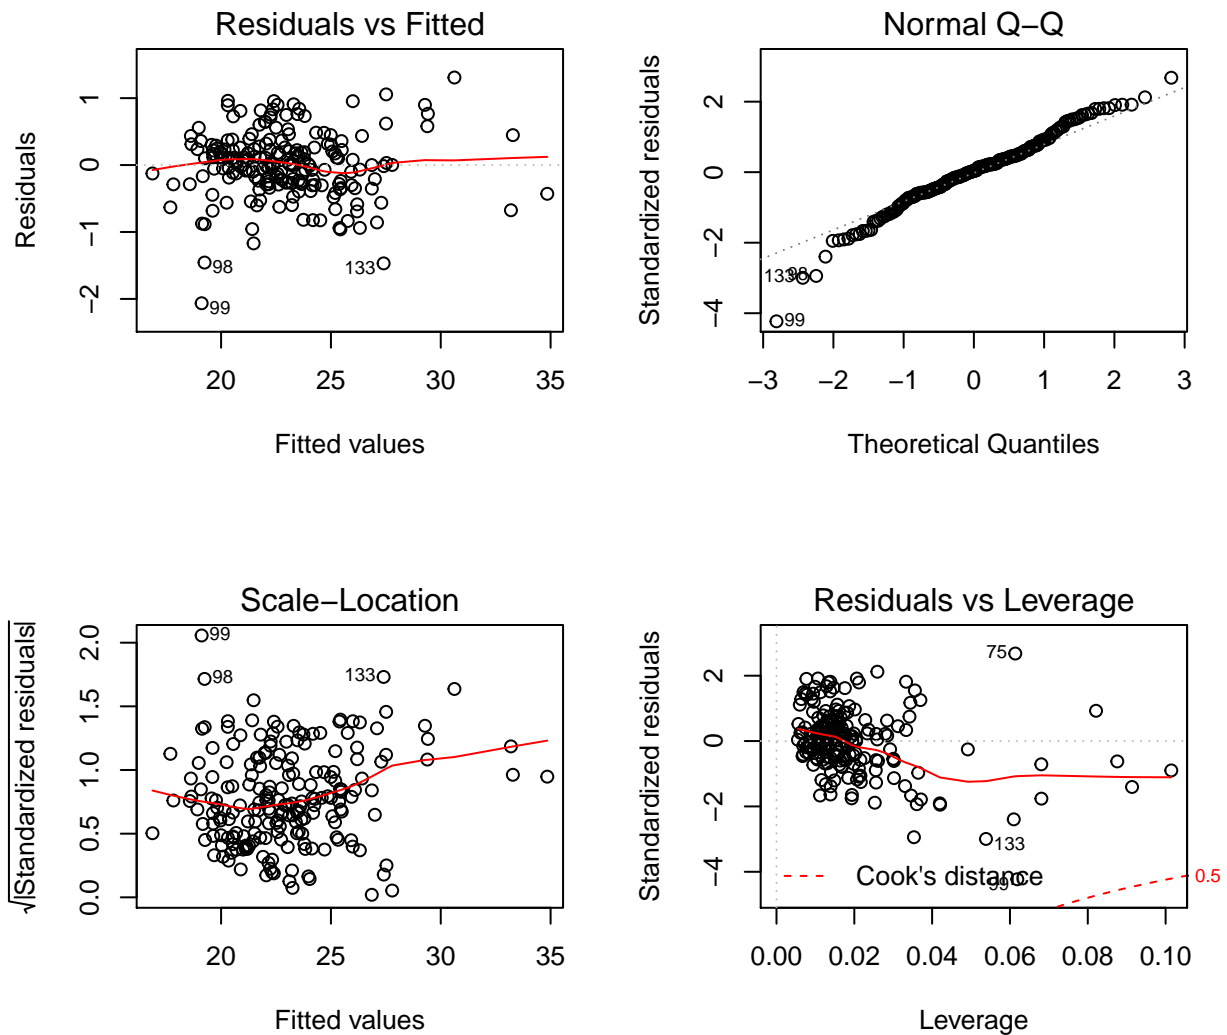 Residuals vs Fitted
Residuals
1
0
−1
−2
98
133
99
20 25 30 35
Fitted values
Normal Q−Q
Standardized residuals
2
0
−2
−4
133
98
99
−3 −2 −1 0 1 2 3
Theoretical Quantiles
Scale−Location
√|Standardized residuals|
2.0
1.5
1.0
0.5
0.0
99
98
133
20 25 30 35
Fitted values
Residuals vs Leverage
Standardized residuals
2
0
−2
−4
75
133
99
Cook's distance
0.5
0.00 0.02 0.04 0.06 0.08 0.10
Leverage